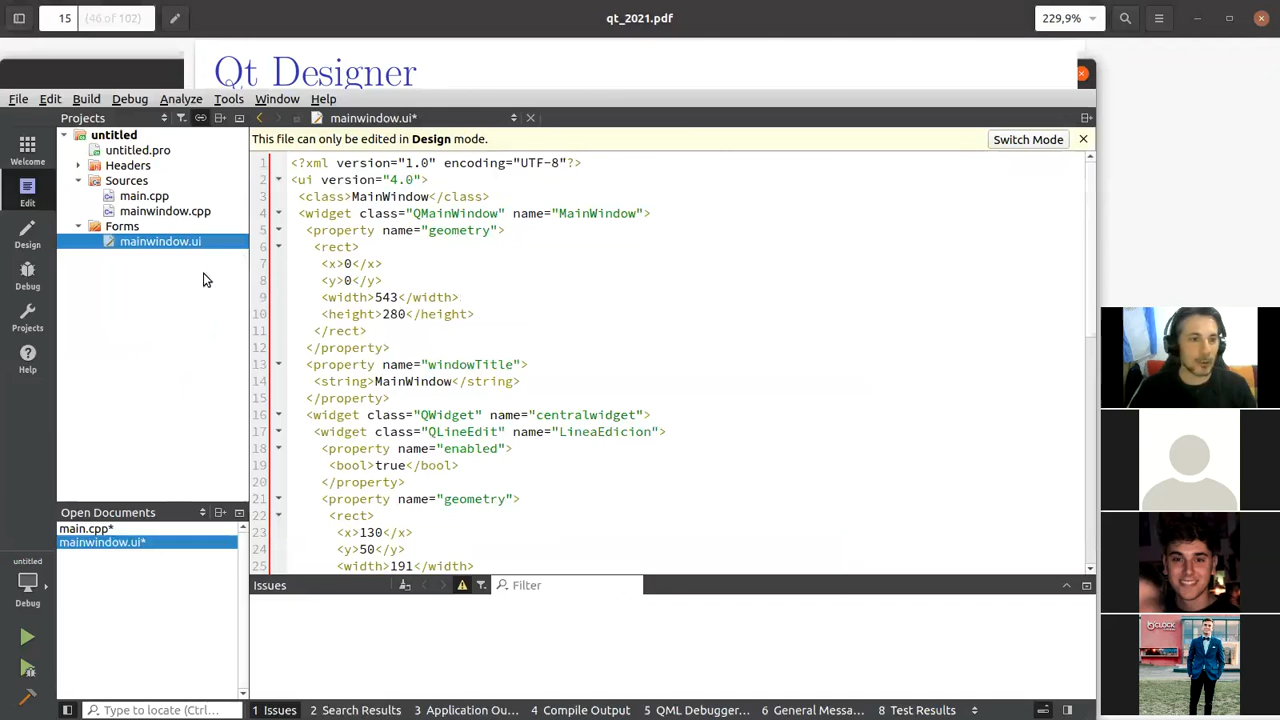 15
(46 of 102)
qt_2021.pdf
229,9%
Qt Designer
File Edit Build Debug Analyze Tools Window Help
Projects
mainwindow.ui*
This file can only be edited in Design mode.
Switch Mode
Welcome
Edit
Design
Debug
Projects
Help
untitled
untitled.pro
Headers
Sources
main.cpp
mainwindow.cpp
Forms
mainwindow.ui
1 <?xml version="1.0" encoding="UTF-8"?>
2 <ui version="4.0">
3 <class>MainWindow</class>
4 <widget class="QMainWindow" name="MainWindow">
5 <property name="geometry">
6 <rect>
7 <x>0</x>
8 <y>0</y>
9 <width>543</width>
10 <height>280</height>
11 </rect>
12 </property>
13 <property name="windowTitle">
14 <string>MainWindow</string>
15 </property>
16 <widget class="QWidget" name="centralwidget">
17 <widget class="QLineEdit" name="LineaEdicion">
18 <property name="enabled">
19 <bool>true</bool>
20 </property>
21 <property name="geometry">
22 <rect>
23 <x>130</x>
24 <y>50</y>
25 <width>191</width>
Open Documents
main.cpp*
mainwindow.ui*
untitled
Debug
Issues
Filter
Type to locate (Ctrl...
1 Issues
2 Search Results
3 Application Ou...
4 Compile Output
5 QML Debugger...
6 General Messa...
8 Test Results